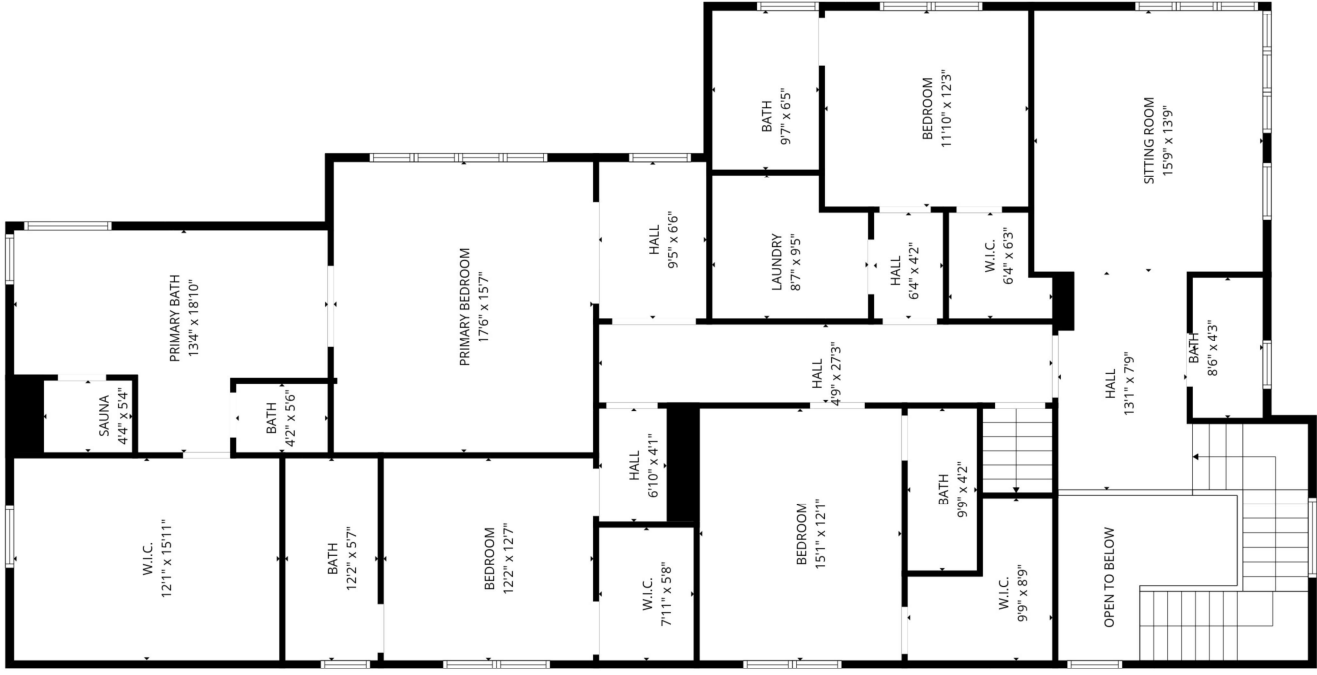 BATH
9'7" x 6'5"
BEDROOM
11'10" x 12'3"
SITTING ROOM
15'9" x 13'9"
HALL
9'5" x 6'6"
LAUNDRY
8'7" x 9'5"
HALL
6'4" x 4'2"
W.I.C.
6'4" x 6'3"
PRIMARY BATH
13'4" x 18'10"
PRIMARY BEDROOM
17'6" x 15'7"
HALL
4'9" x 27'3"
HALL
13'1" x 7'9"
BATH
8'6" x 4'3"
SAUNA
4'4" x 5'4"
BATH
4'2" x 5'6"
HALL
6'10" x 4'1"
BATH
9'9" x 4'2"
W.I.C.
12'1" x 15'11"
BATH
12'2" x 5'7"
BEDROOM
12'2" x 12'7"
W.I.C.
7'11" x 5'8"
BEDROOM
15'1" x 12'1"
W.I.C.
9'9" x 8'9"
OPEN TO BELOW